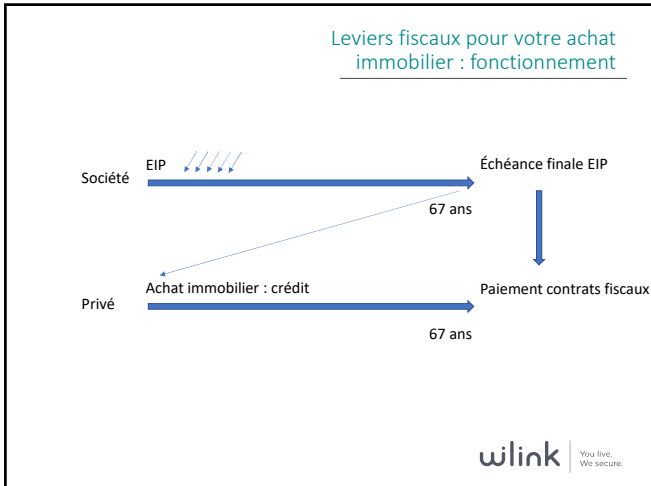 Leviers fiscaux pour votre achat
immobilier : fonctionnement
EIP
Échéance finale EIP
Société
67 ans
Achat immobilier : crédit
Paiement contrats fiscaux
Privé
67 ans
wilink
You live.
We secure.